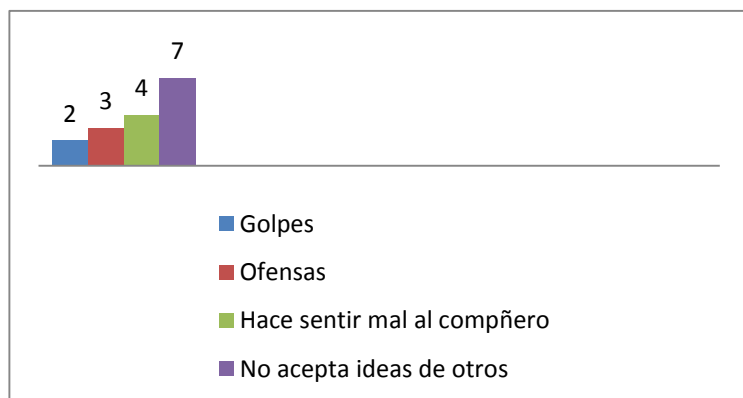 2
3
4
7
Golpes
Ofensas
Hace sentir mal al compñero
No acepta ideas de otros